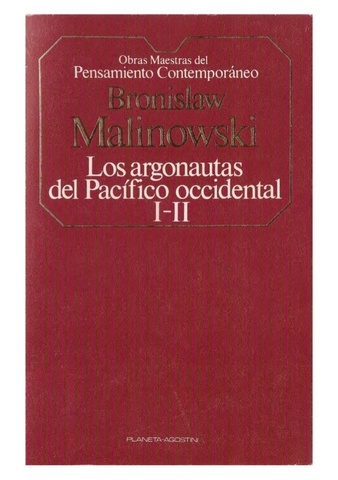 Obras Maestras del
Pensamiento Contemporáneo
Bronislaw
Malinowski
Los argonautas
del Pacífico occidental
I-II
PLANETA-AGOSTINI